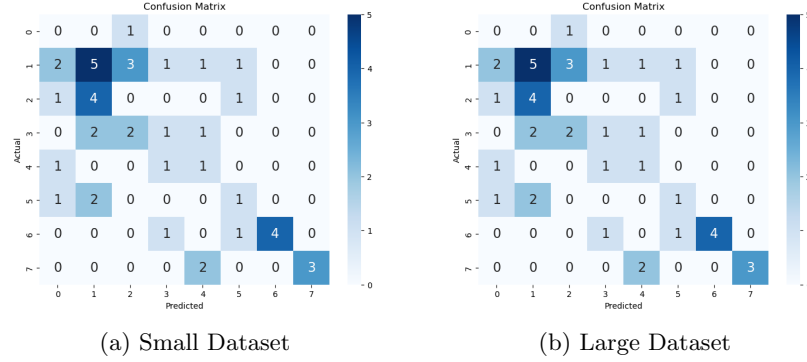 Confusion Matrix
0 0 0 1 0 0 0 0 0
1 2 5 3 1 1 1 0 0
2 1 4 0 0 0 1 0 0
3 0 2 2 1 1 0 0 0
4 1 0 0 1 1 0 0 0
5 1 2 0 0 0 1 0 0
6 0 0 0 1 0 1 4 0
7 0 0 0 0 2 0 0 3
0 1 2 3 4 5 6 7
Actual
Predicted
5
4
3
2
1
0
(a) Small Dataset
Confusion Matrix
0 0 0 1 0 0 0 0 0
1 2 5 3 1 1 1 0 0
2 1 4 0 0 0 1 0 0
3 0 2 2 1 1 0 0 0
4 1 0 0 1 1 0 0 0
5 1 2 0 0 0 1 0 0
6 0 0 0 1 0 1 4 0
7 0 0 0 0 2 0 0 3
0 1 2 3 4 5 6 7
Actual
Predicted
(b) Large Dataset